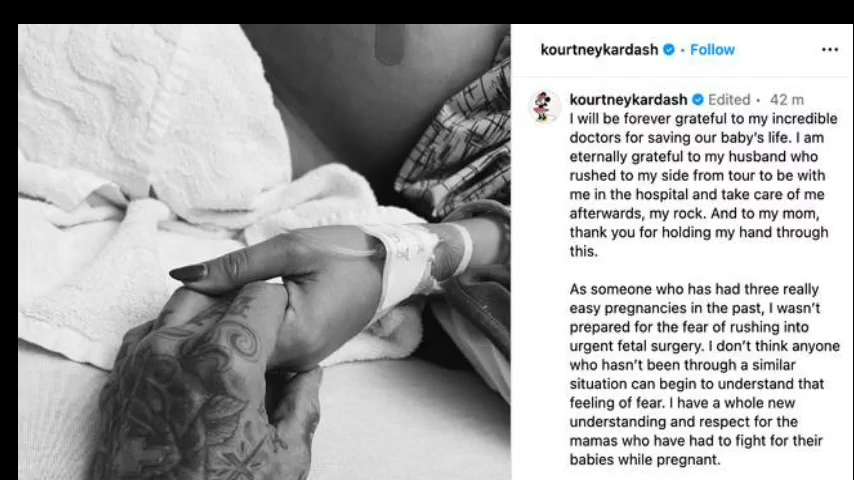 kourtneykardash • Follow
kourtneykardash Edited • 42 m
I will be forever grateful to my incredible
doctors for saving our baby's life. I am
eternally grateful to my husband who
rushed to my side from tour to be with
me in the hospital and take care of me
afterwards, my rock. And to my mom,
thank you for holding my hand through
this.
As someone who has had three really
easy pregnancies in the past, I wasn't
prepared for the fear of rushing into
urgent fetal surgery. I don't think anyone
who hasn't been through a similar
situation can begin to understand that
feeling of fear. I have a whole new
understanding and respect for the
mamas who have had to fight for their
babies while pregnant.